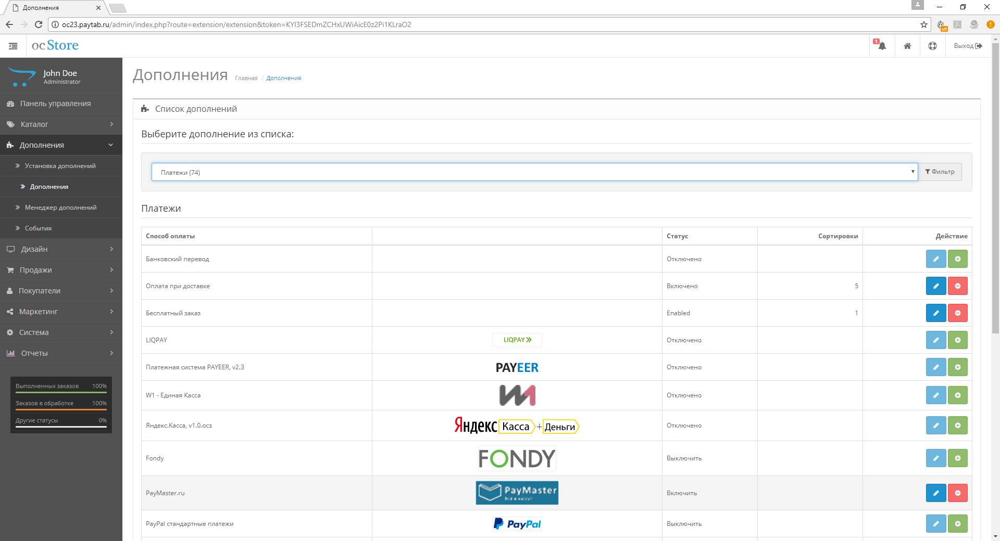 Дополнения
oc23.paytab.ru/admin/index.php?route=extension/extension&token=KYI3FSEDmZCHxUWiAicE0z2Pi1KLraO2
off
ocStore
1
Выход
John Doe
Administrator
Панель управления
Каталог
Дополнения
Установка дополнений
Дополнения
Менеджер дополнений
События
Дизайн
Продажи
Покупатели
Маркетинг
Система
Отчеты
Выполненных заказов 100%
Заказов в обработке 100%
Другие статусы 0%
Дополнения Главная / Дополнения
Список дополнений
Выберите дополнение из списка:
Платежи (74) Фильтр
Платежи
Способ оплаты Статус Сортировки Действие
Банковский перевод Отключено
Оплата при доставке Включено 5
Бесплатный заказ Enabled 1
LIQPAY LIQPAY Отключено
Платежная система PAYEER, v2.3 PAYEER Отключено
W1 - Единая Касса W1 Отключено
Яндекс.Касса, v1.0.ocs Яндекс Касса + Деньги Отключено
Fondy FONDY Выключить
PayMaster.ru PayMaster Всё в кассу! Включить
PayPal стандартные платежи PayPal Выключить